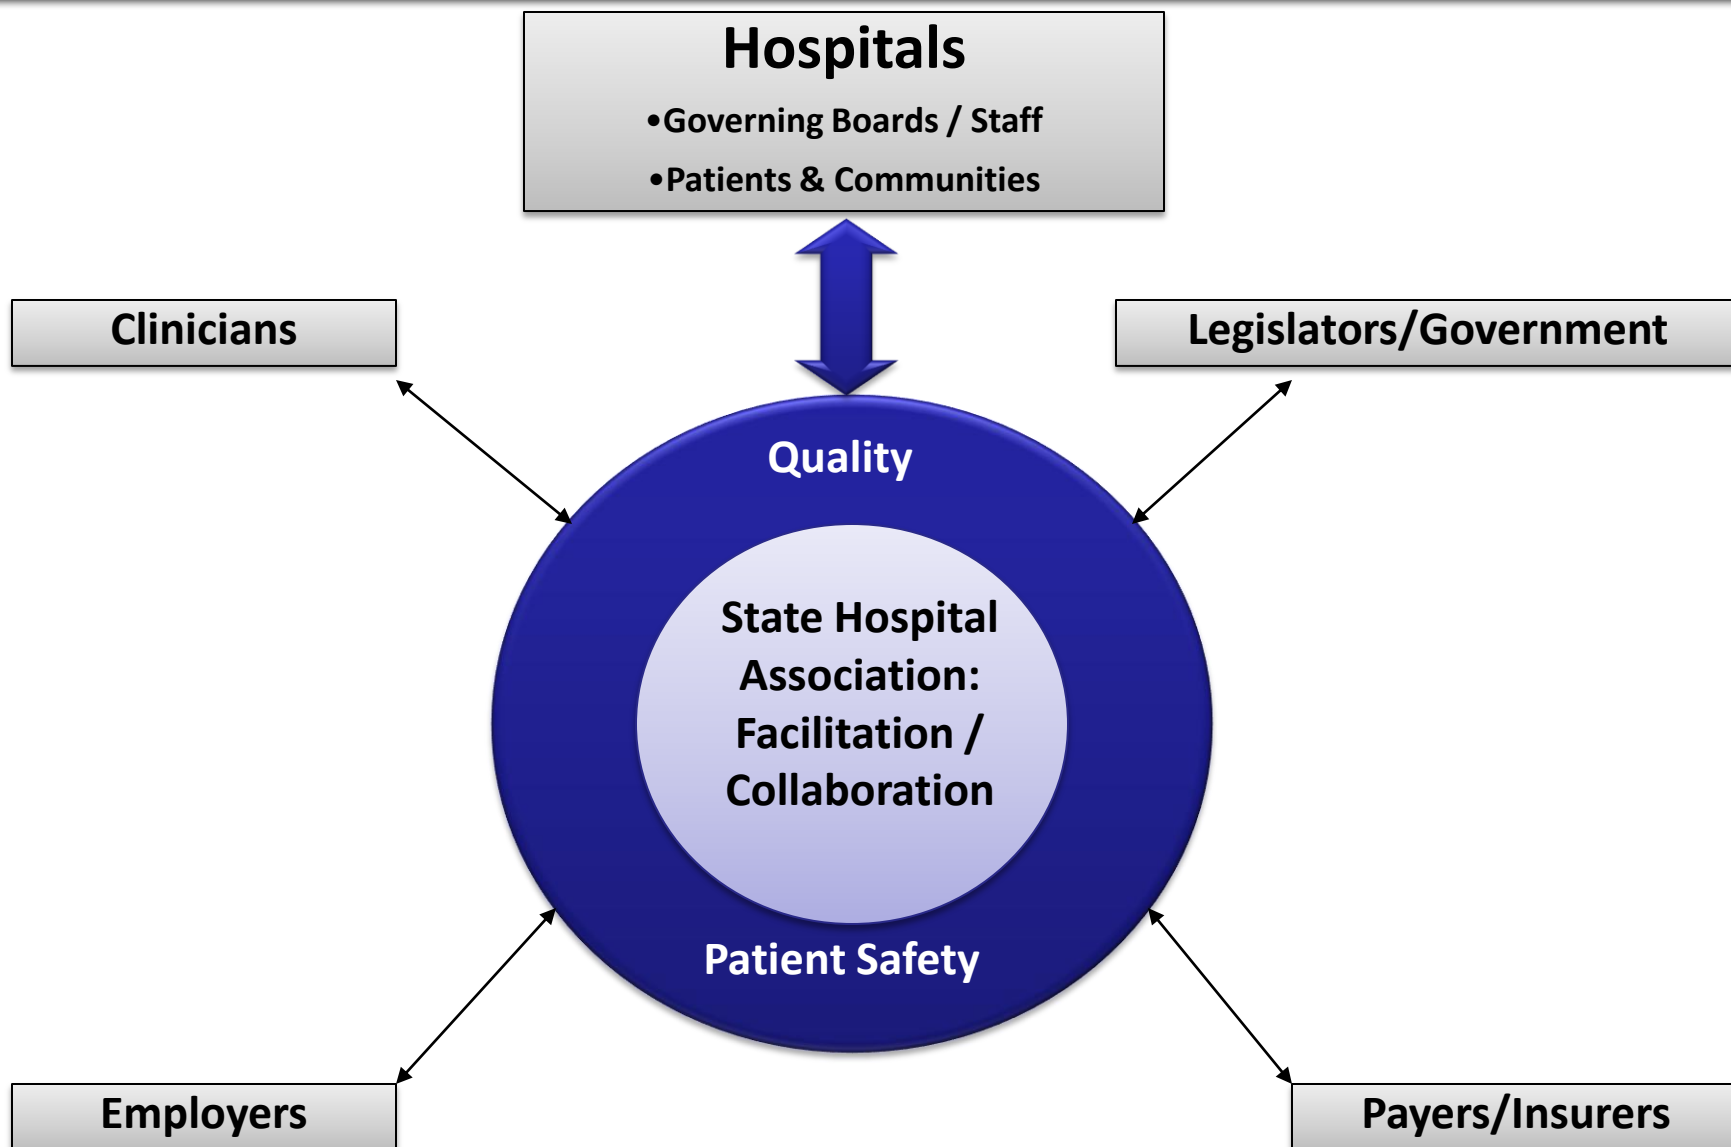 Hospitals
•Governing Boards / Staff
•Patients & Communities
Clinicians
Legislators/Government
Quality
State Hospital
Association:
Facilitation /
Collaboration
Patient Safety
Employers
Payers/Insurers